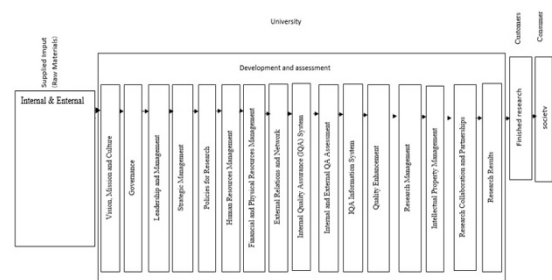 University
Customers
Consumer
Supplied Imput
(Raw Materials)
Development and assessment
Internal & External
Vision, Mission and Culture
Governance
Leadership and Management
Strategic Management
Policies for Research
Human Resources Management
Financial and Physical Resources Management
External Relations and Network
Internal Quality Assurance (IQA) System
Internal and External QA Assessment
IQA Information System
Quality Enhancement
Research Management
Intellectual Property Management
Research Collaboration and Partnerships
Research Results
Finished research
society